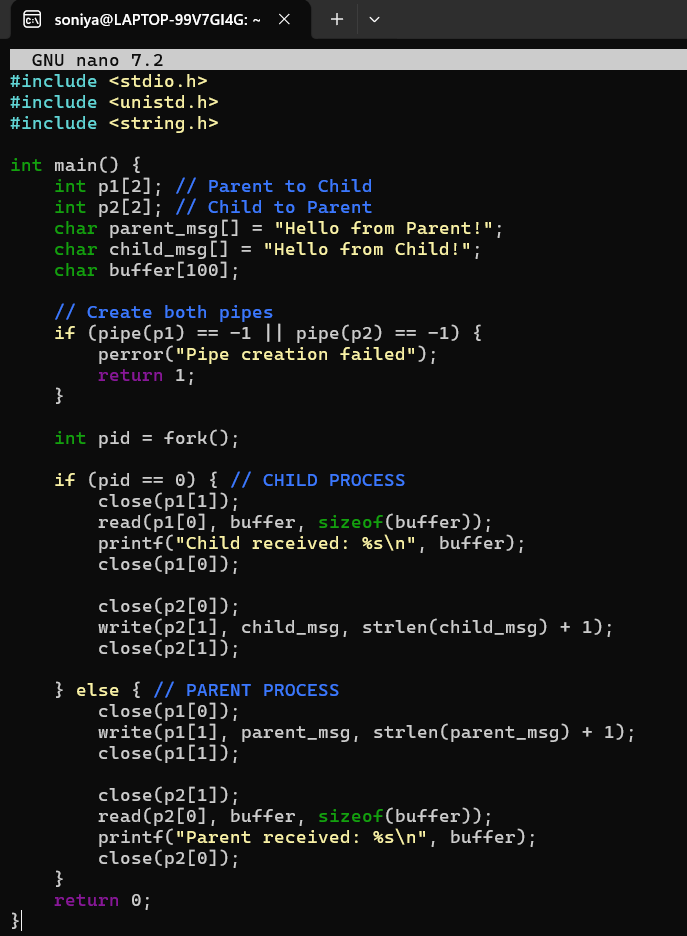 soniya@LAPTOP-99V7GI4G: ~
GNU nano 7.2
#include <stdio.h>
#include <unistd.h>
#include <string.h>

int main() {
    int p1[2]; // Parent to Child
    int p2[2]; // Child to Parent
    char parent_msg[] = "Hello from Parent!";
    char child_msg[] = "Hello from Child!";
    char buffer[100];

    // Create both pipes
    if (pipe(p1) == -1 || pipe(p2) == -1) {
        perror("Pipe creation failed");
        return 1;
    }

    int pid = fork();

    if (pid == 0) { // CHILD PROCESS
        close(p1[1]);
        read(p1[0], buffer, sizeof(buffer));
        printf("Child received: %s\n", buffer);
        close(p1[0]);

        close(p2[0]);
        write(p2[1], child_msg, strlen(child_msg) + 1);
        close(p2[1]);

    } else { // PARENT PROCESS
        close(p1[0]);
        write(p1[1], parent_msg, strlen(parent_msg) + 1);
        close(p1[1]);

        close(p2[1]);
        read(p2[0], buffer, sizeof(buffer));
        printf("Parent received: %s\n", buffer);
        close(p2[0]);
    }
    return 0;
}